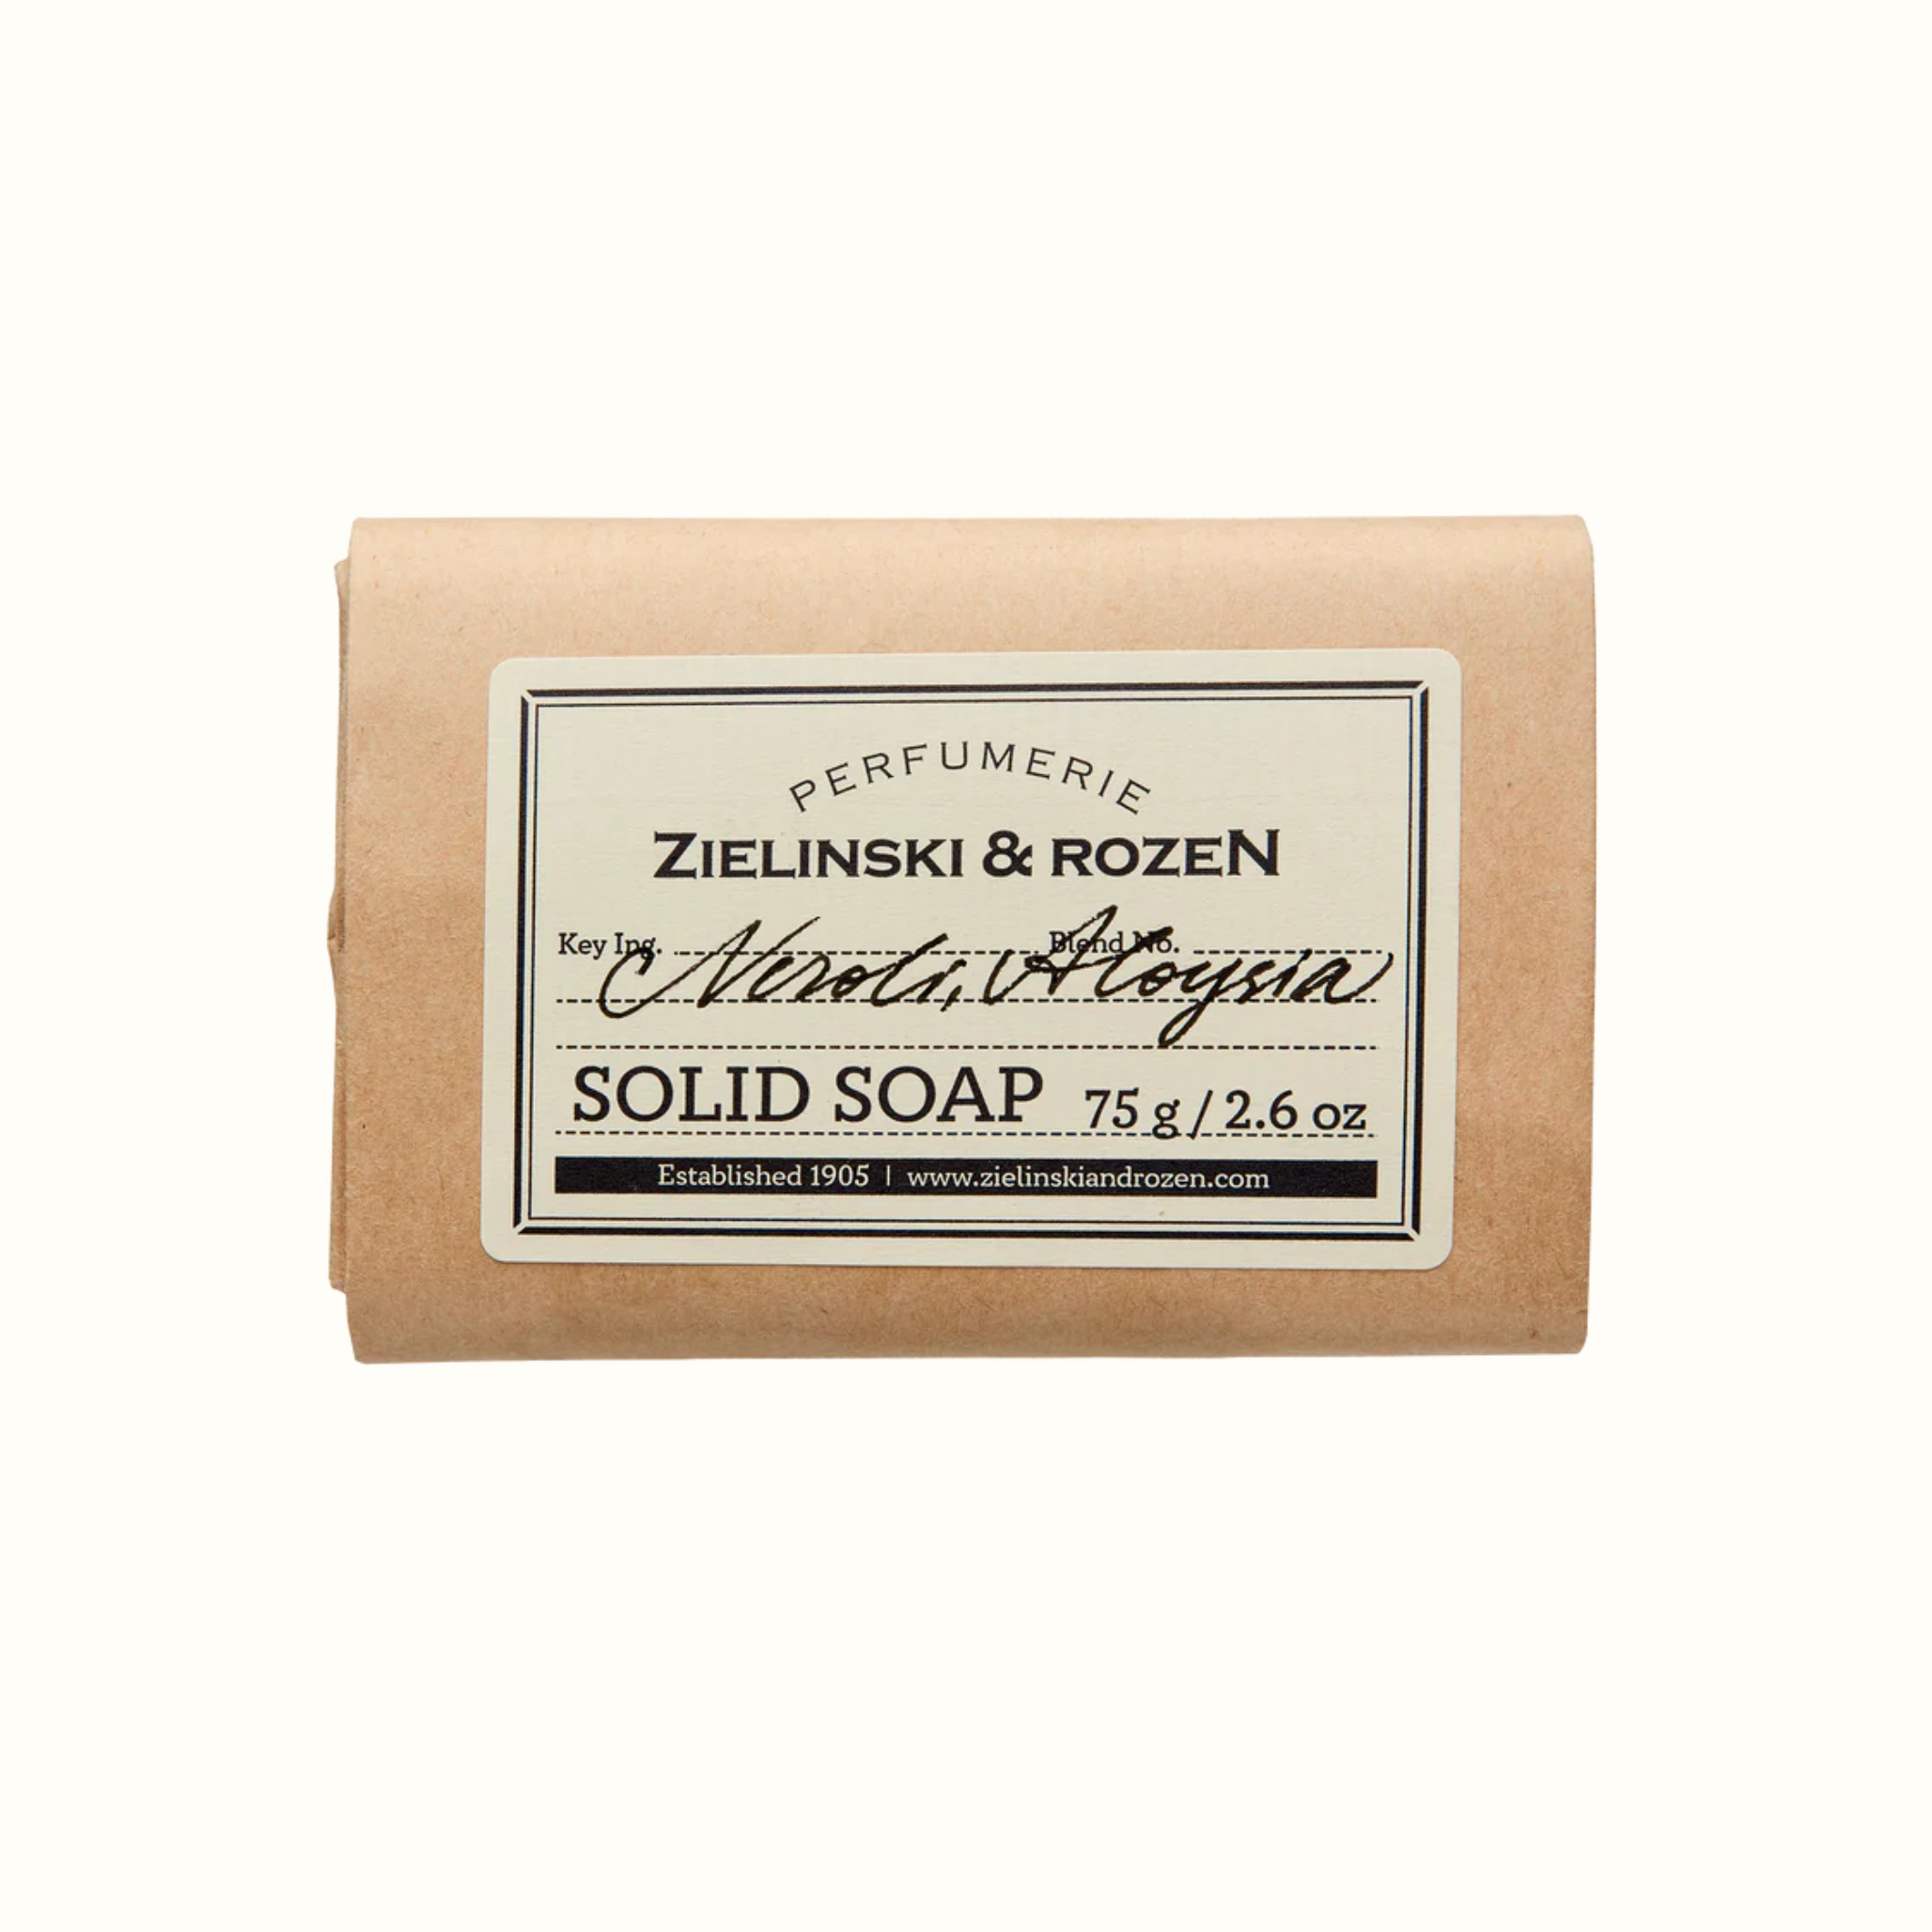 PERFUMERIE
ZIELINSKI & ROZEN
Key Ing. Blend No.
Neroli, Aloysia
SOLID SOAP 75 g / 2.6 oz
Established 1905 | www.zielinskiandrozen.com